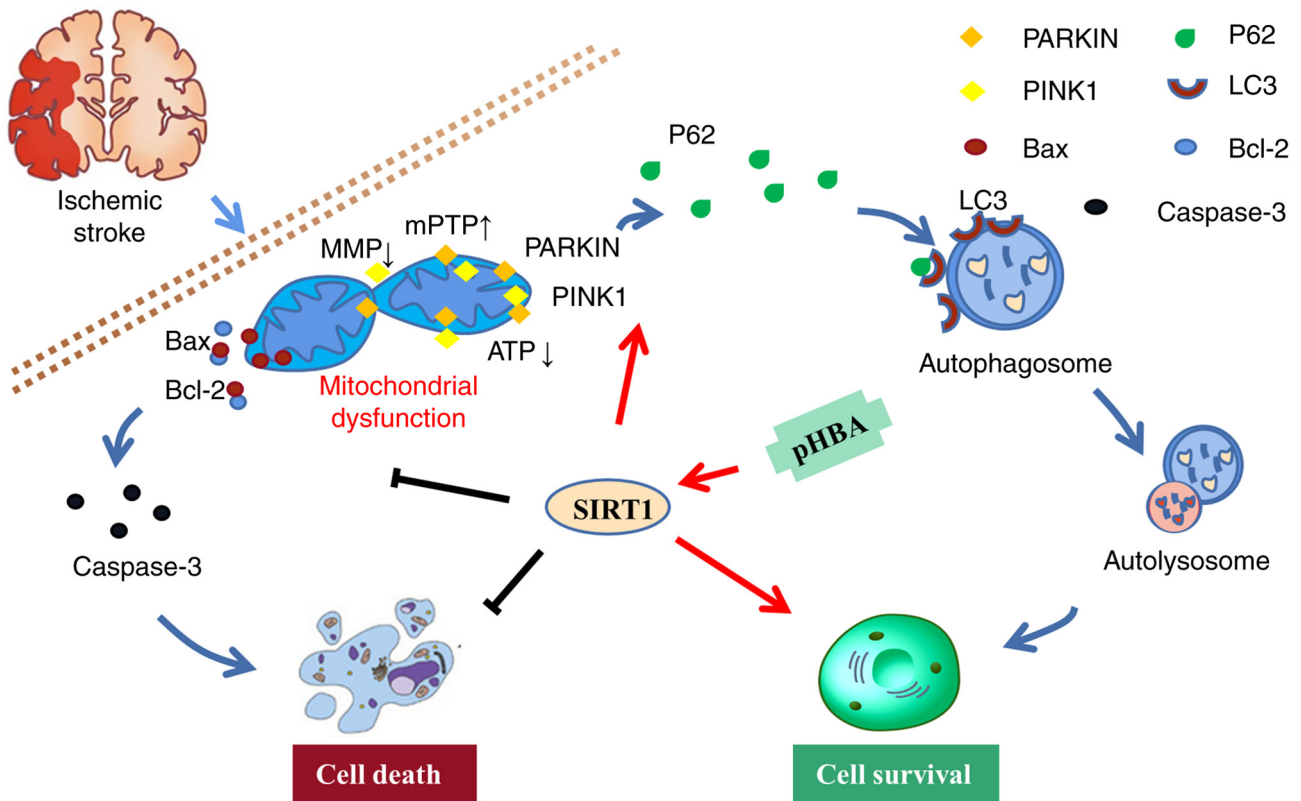 PARKIN
P62
PINK1
LC3
Bax
Bcl-2
Caspase-3
Ischemic
stroke
P62
LC3
mPTP↑
MMP↓
PARKIN
PINK1
ATP↓
Bax
Bcl-2
Mitochondrial
dysfunction
Autophagosome
pHBA
SIRT1
Caspase-3
Autolysosome
Cell death
Cell survival